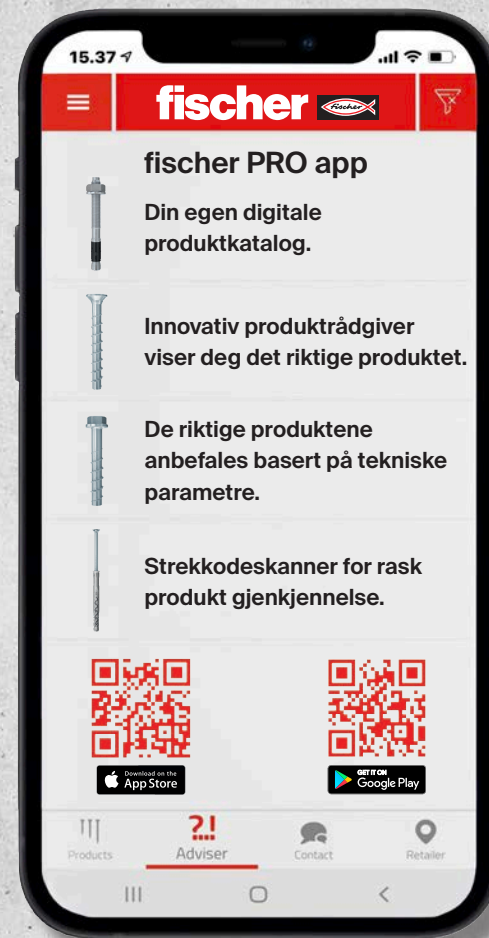 15.37
fischer
fischer
fischer PRO app
Din egen digitale
produktkatalog.
Innovativ produktrådgiver
viser deg det riktige produktet.
De riktige produktene
anbefales basert på tekniske
parametre.
Strekkodeskanner for rask
produkt gjenkjennelse.
Download on the
App Store
GET IT ON
Google Play
?.!
Products
Adviser
Contact
Retailer